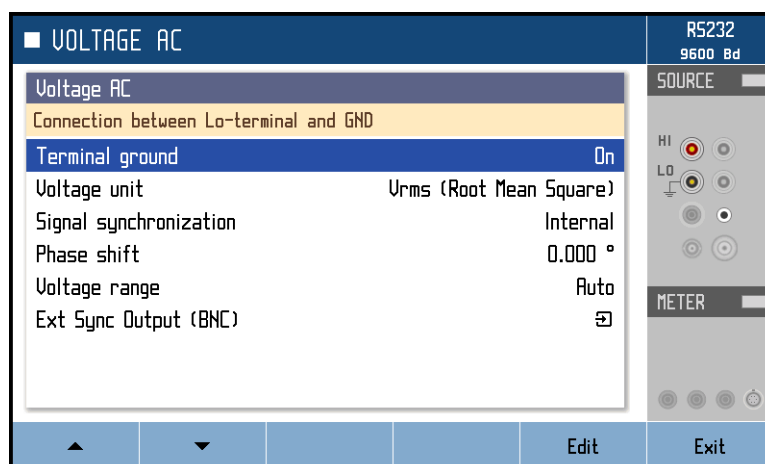 VOLTAGE AC
RS232
9600 Bd
Voltage AC
Connection between Lo-terminal and GND
Terminal ground On
Voltage unit Vrms (Root Mean Square)
Signal synchronization Internal
Phase shift 0.000 °
Voltage range Auto
Ext Sync Output (BNC)
SOURCE
HI
LO
METER
Edit
Exit